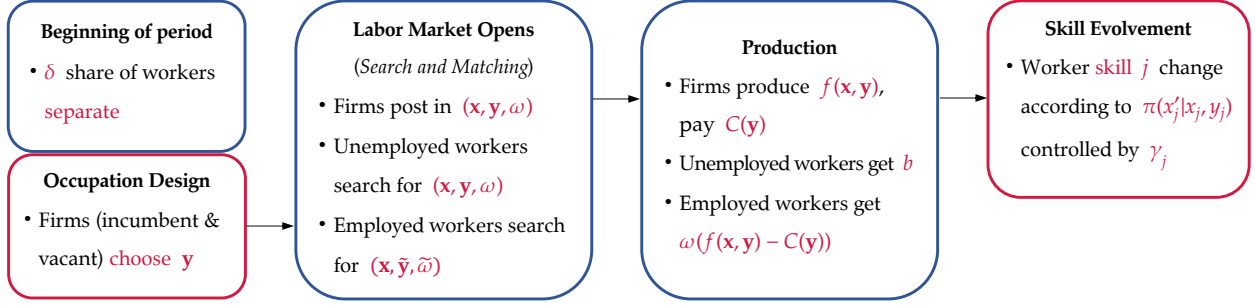 Beginning of period
• δ share of workers
separate
Occupation Design
• Firms (incumbent &
vacant) choose y
Labor Market Opens
(Search and Matching)
• Firms post in (x, y, ω)
• Unemployed workers
search for (x, y, ω)
• Employed workers search
for (x, ỹ, ω̃)
Production
• Firms produce f(x, y),
pay C(y)
• Unemployed workers get b
• Employed workers get
ω(f(x, y) − C(y))
Skill Evolvement
• Worker skill j change
according to π(x′ⱼ|xⱼ, yⱼ)
controlled by γⱼ